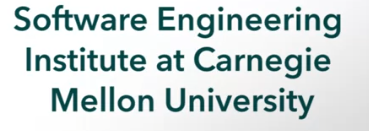 Software Engineering
Institute at Carnegie
Mellon University